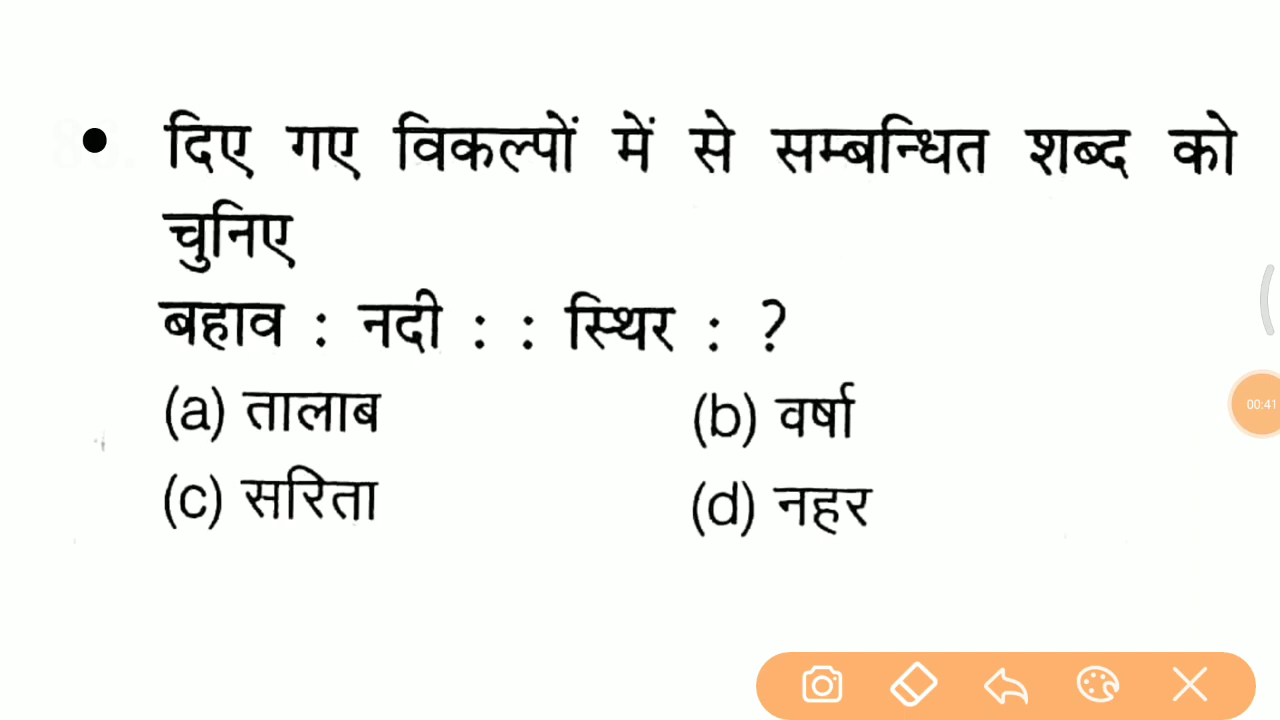 • दिए गए विकल्पों में से सम्बन्धित शब्द को
चुनिए
बहाव : नदी : : स्थिर : ?
(a) तालाब (b) वर्षा
(c) सरिता (d) नहर
00:41